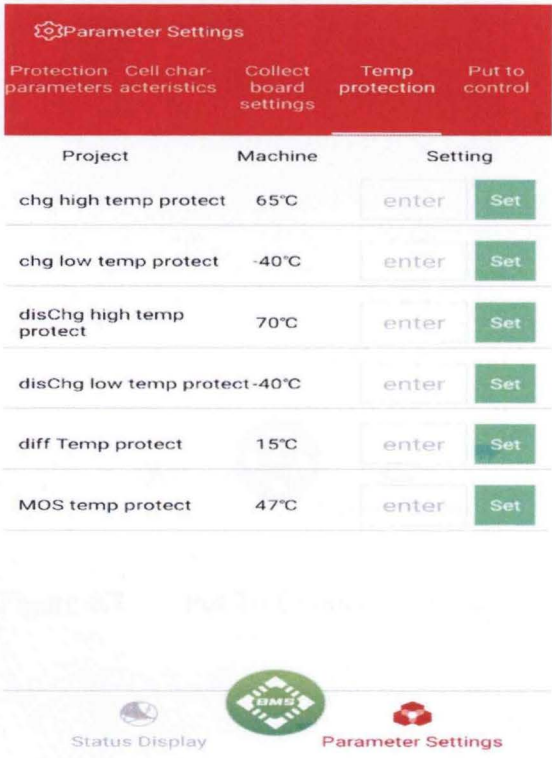 Parameter Settings
Protection Cell char- Collect Temp Put to
parameters acteristics board protection control
settings
Project Machine Setting
chg high temp protect 65°C enter Set
chg low temp protect -40°C enter Set
disChg high temp
protect 70°C enter Set
disChg low temp protect -40°C enter Set
diff Temp protect 15°C enter Set
MOS temp protect 47°C enter Set
BMS
Status Display Parameter Settings